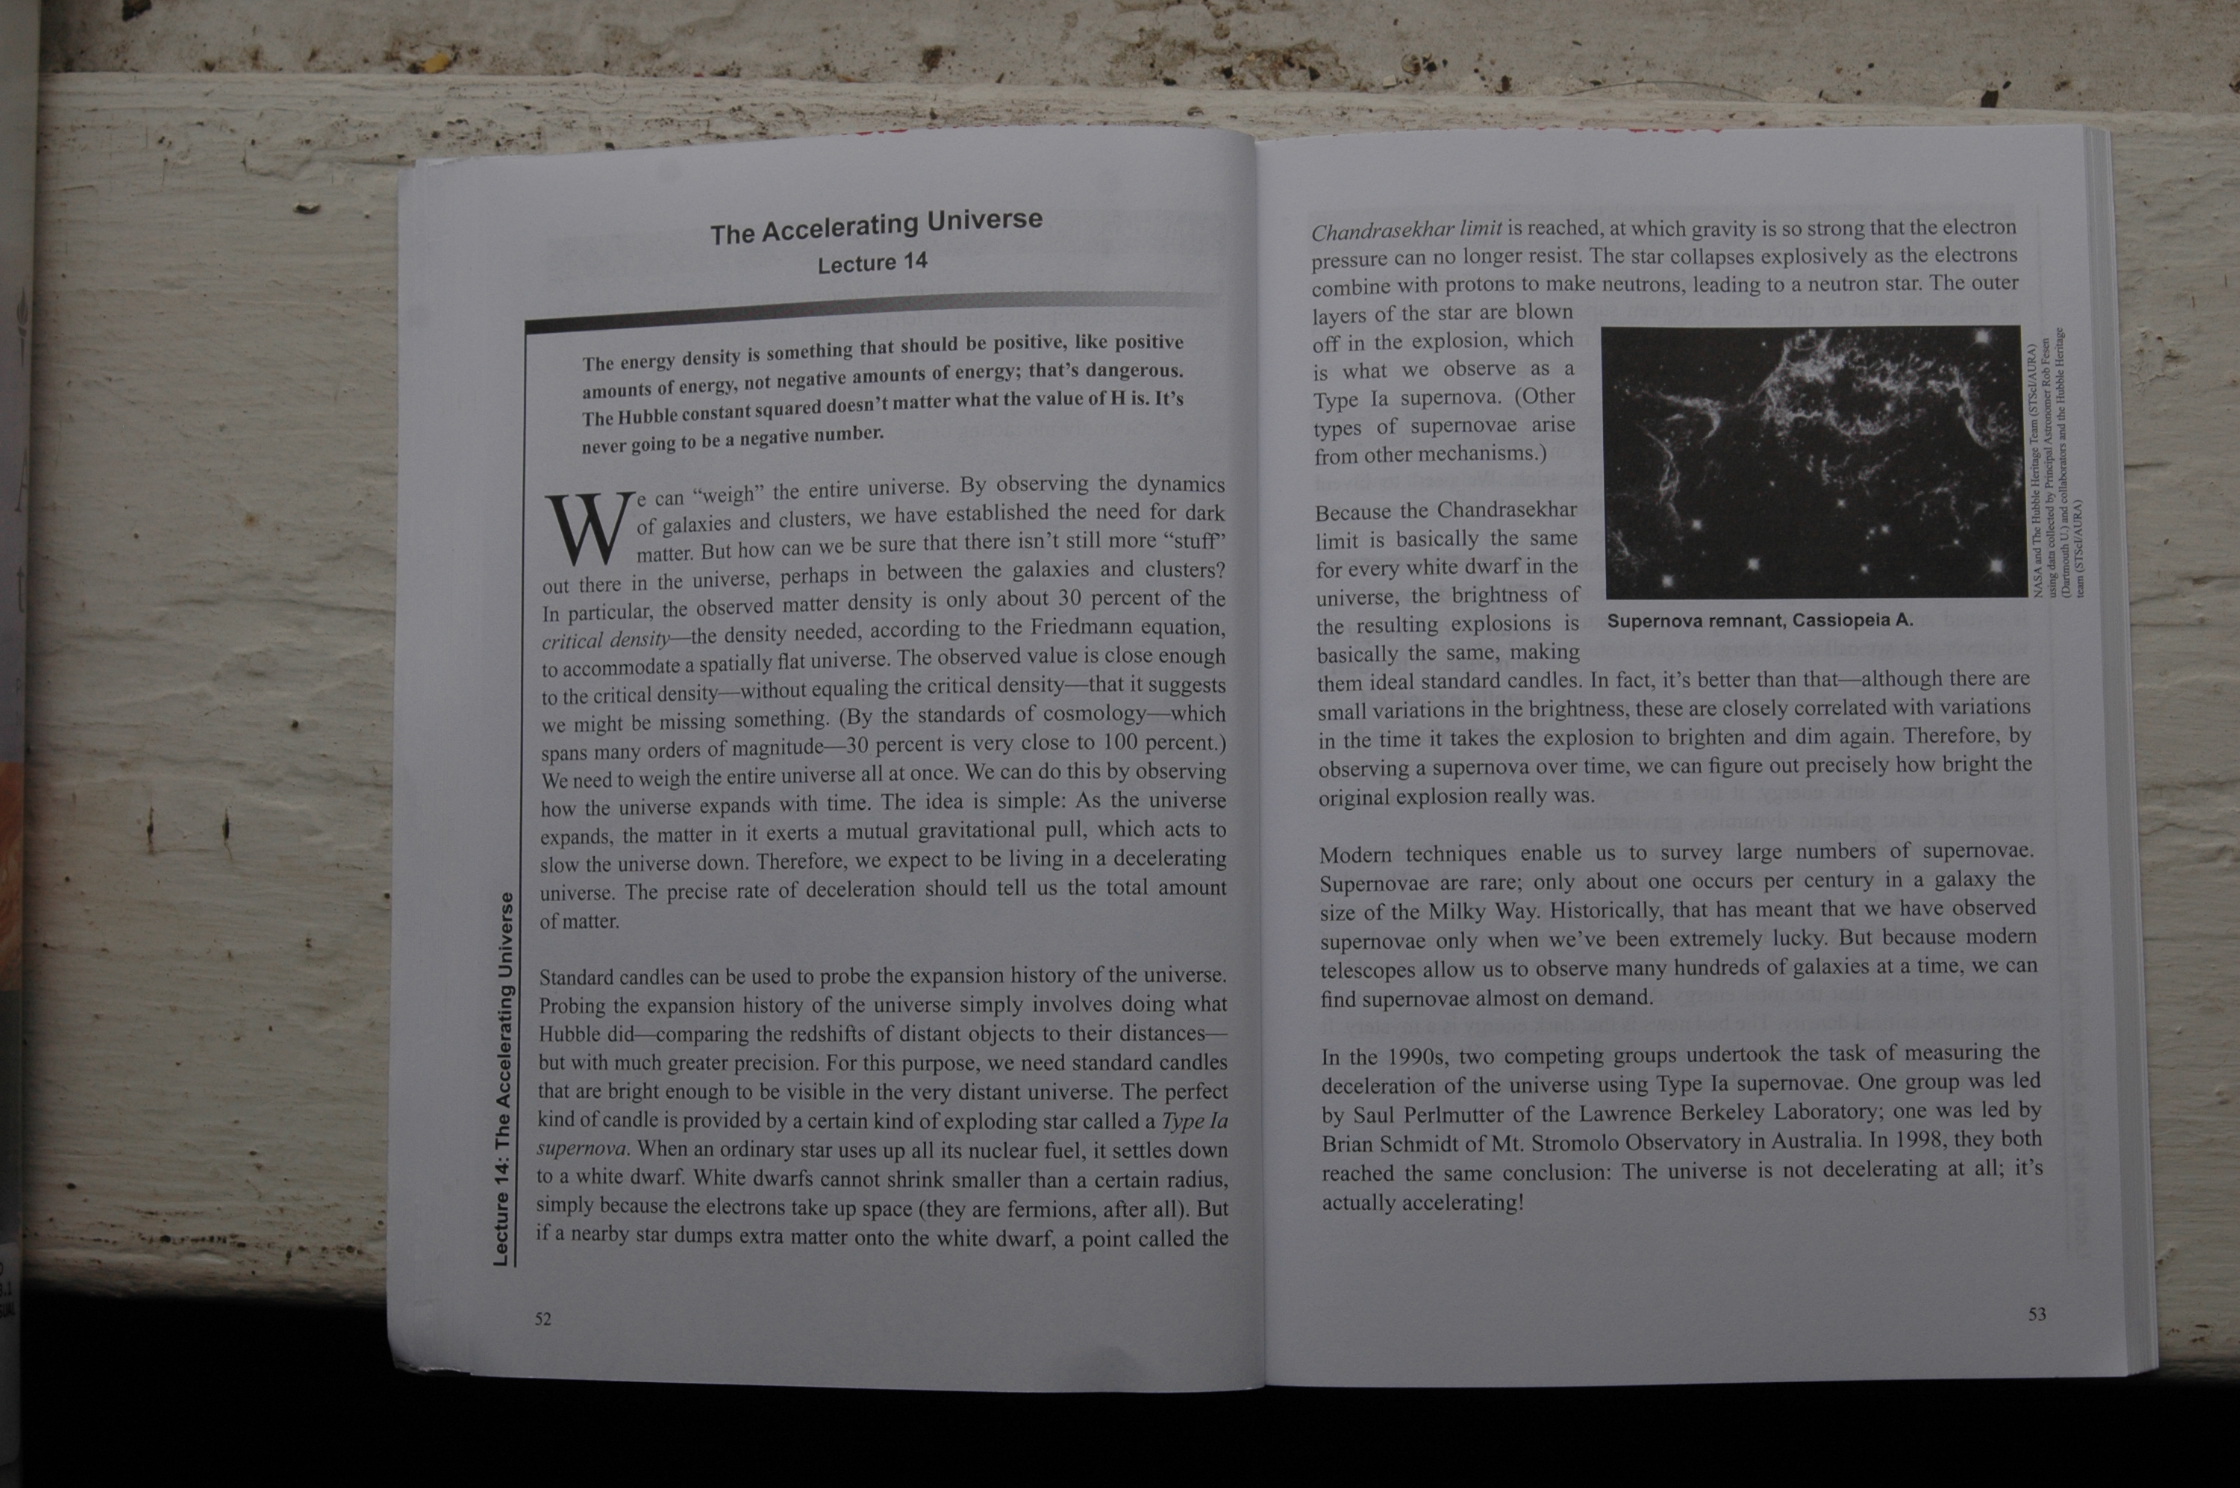 The Accelerating Universe
Lecture 14
The energy density is something that should be positive, like positive
amounts of energy, not negative amounts of energy; that's dangerous.
The Hubble constant squared doesn't matter what the value of H is. It's
never going to be a negative number.
We can “weigh” the entire universe. By observing the dynamics
of galaxies and clusters, we have established the need for dark
matter. But how can we be sure that there isn't still more “stuff”
out there in the universe, perhaps in between the galaxies and clusters?
In particular, the observed matter density is only about 30 percent of the
critical density—the density needed, according to the Friedmann equation,
to accommodate a spatially flat universe. The observed value is close enough
to the critical density—without equaling the critical density—that it suggests
we might be missing something. (By the standards of cosmology—which
spans many orders of magnitude—30 percent is very close to 100 percent.)
We need to weigh the entire universe all at once. We can do this by observing
how the universe expands with time. The idea is simple: As the universe
expands, the matter in it exerts a mutual gravitational pull, which acts to
slow the universe down. Therefore, we expect to be living in a decelerating
universe. The precise rate of deceleration should tell us the total amount
of matter.
Standard candles can be used to probe the expansion history of the universe.
Probing the expansion history of the universe simply involves doing what
Hubble did—comparing the redshifts of distant objects to their distances—
but with much greater precision. For this purpose, we need standard candles
that are bright enough to be visible in the very distant universe. The perfect
kind of candle is provided by a certain kind of exploding star called a Type Ia
supernova. When an ordinary star uses up all its nuclear fuel, it settles down
to a white dwarf. White dwarfs cannot shrink smaller than a certain radius,
simply because the electrons take up space (they are fermions, after all). But
if a nearby star dumps extra matter onto the white dwarf, a point called the
Lecture 14: The Accelerating Universe
52
Chandrasekhar limit is reached, at which gravity is so strong that the electron
pressure can no longer resist. The star collapses explosively as the electrons
combine with protons to make neutrons, leading to a neutron star. The outer
layers of the star are blown
off in the explosion, which
is what we observe as a
Type Ia supernova. (Other
types of supernovae arise
from other mechanisms.)
Because the Chandrasekhar
limit is basically the same
for every white dwarf in the
universe, the brightness of
the resulting explosions is
basically the same, making
them ideal standard candles. In fact, it's better than that—although there are
small variations in the brightness, these are closely correlated with variations
in the time it takes the explosion to brighten and dim again. Therefore, by
observing a supernova over time, we can figure out precisely how bright the
original explosion really was.
NASA and The Hubble Heritage Team (STScI/AURA)
using data collected by Principal Astronomer Rob Fesen
(Dartmouth U.) and collaborators and the Hubble Heritage
team (STScI/AURA)
Supernova remnant, Cassiopeia A.
Modern techniques enable us to survey large numbers of supernovae.
Supernovae are rare; only about one occurs per century in a galaxy the
size of the Milky Way. Historically, that has meant that we have observed
supernovae only when we've been extremely lucky. But because modern
telescopes allow us to observe many hundreds of galaxies at a time, we can
find supernovae almost on demand.
In the 1990s, two competing groups undertook the task of measuring the
deceleration of the universe using Type Ia supernovae. One group was led
by Saul Perlmutter of the Lawrence Berkeley Laboratory; one was led by
Brian Schmidt of Mt. Stromolo Observatory in Australia. In 1998, they both
reached the same conclusion: The universe is not decelerating at all; it's
actually accelerating!
53